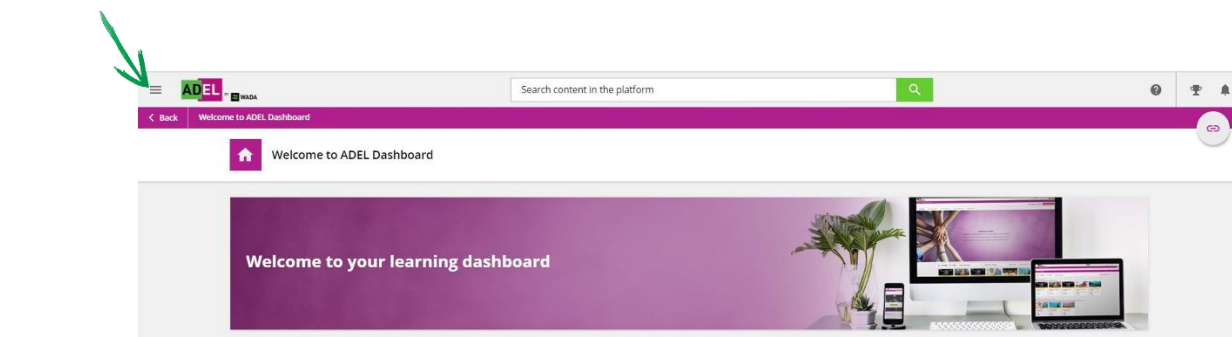 ADEL BY WADA
Search content in the platform
Back
Welcome to ADEL Dashboard
Welcome to ADEL Dashboard
Welcome to your learning dashboard